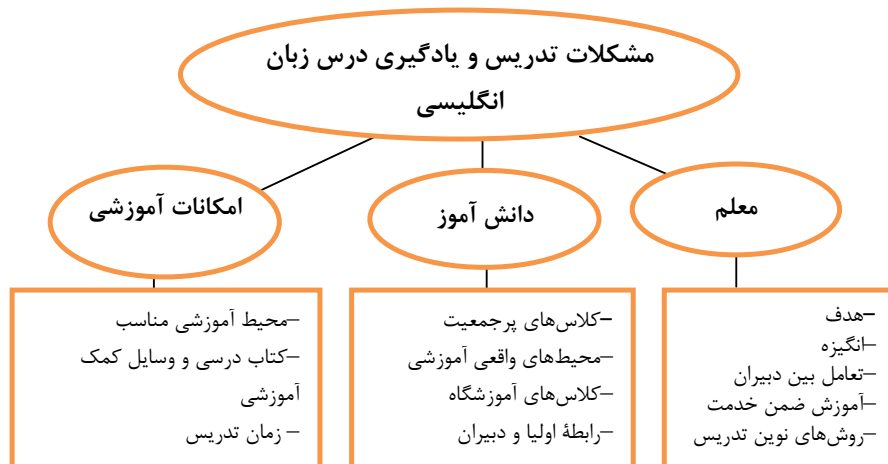 مشکلات تدریس و یادگیری درس زبان
انگلیسی
معلم
دانش آموز
امکانات آموزشی
–هدف
–انگیزه
–تعامل بین دبیران
–آموزش ضمن خدمت
–روش‌های نوین تدریس
–کلاس‌های پرجمعیت
–محیط‌های واقعی آموزشی
–کلاس‌های آموزشگاه
–رابطهٔ اولیا و دبیران
–محیط آموزشی مناسب
–کتاب درسی و وسایل کمک
آموزشی
– زمان تدریس